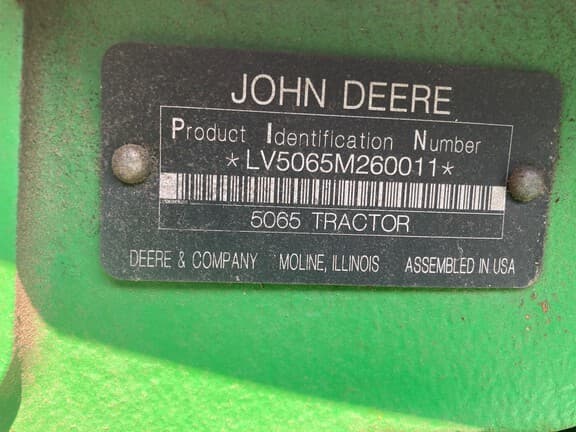 JOHN DEERE
Product Identification Number
*LV5065M260011*
5065 TRACTOR
DEERE & COMPANY MOLINE, ILLINOIS ASSEMBLED IN USA